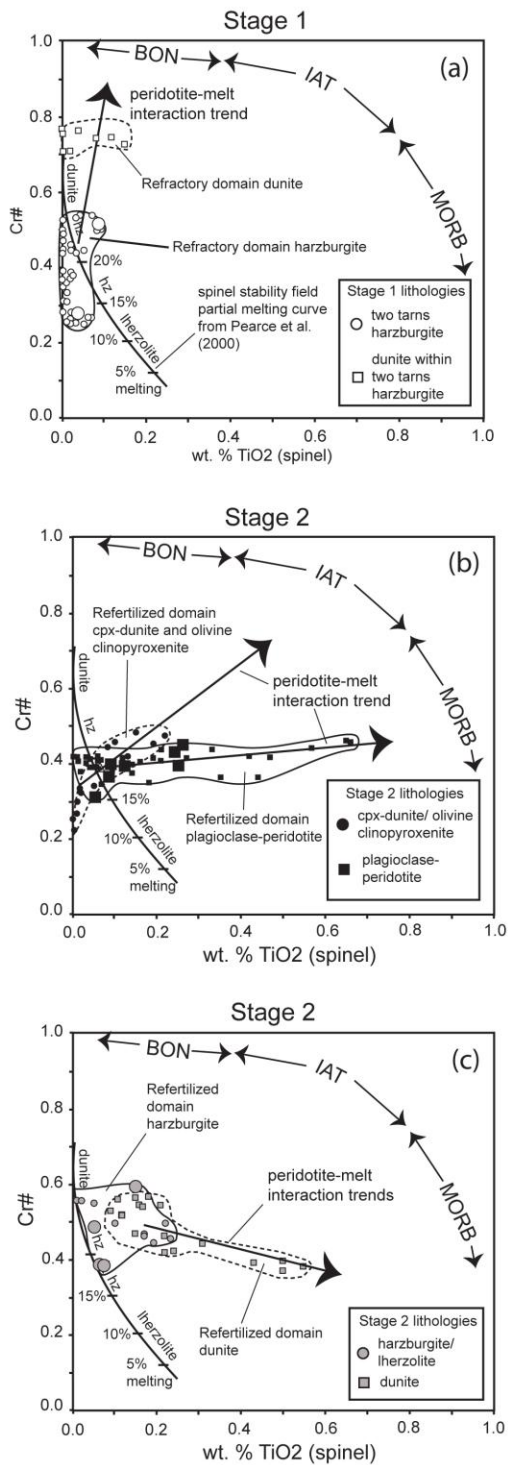 Stage 1
1.0
0.8
0.6
0.4
0.2
0.0
Cr#
BON
IAT
MORB
(a)
peridotite-melt
interaction trend
dunite
hz
Refractory domain dunite
Refractory domain harzburgite
20%
hz
15%
lherzolite
10%
5%
melting
spinel stability field
partial melting curve
from Pearce et al.
(2000)
Stage 1 lithologies
two tarns
harzburgite
dunite within
two tarns
harzburgite
0.0 0.2 0.4 0.6 0.8 1.0
wt. % TiO2 (spinel)
Stage 2
1.0
0.8
0.6
0.4
0.2
0.0
Cr#
BON
IAT
MORB
(b)
Refertilized domain
cpx-dunite and olivine
clinopyroxenite
dunite
hz
peridotite-melt
interaction trend
15%
lherzolite
10%
5%
melting
Refertilized domain
plagioclase-peridotite
Stage 2 lithologies
cpx-dunite/ olivine
clinopyroxenite
plagioclase-
peridotite
0.0 0.2 0.4 0.6 0.8 1.0
wt. % TiO2 (spinel)
Stage 2
1.0
0.8
0.6
0.4
0.2
0.0
Cr#
BON
IAT
MORB
(c)
Refertilized
domain
harzburgite
dunite
hz
peridotite-melt
interaction trends
hz
15%
lherzolite
10%
5%
melting
Refertilized domain
dunite
Stage 2 lithologies
harzburgite/
lherzolite
dunite
0.0 0.2 0.4 0.6 0.8 1.0
wt. % TiO2 (spinel)